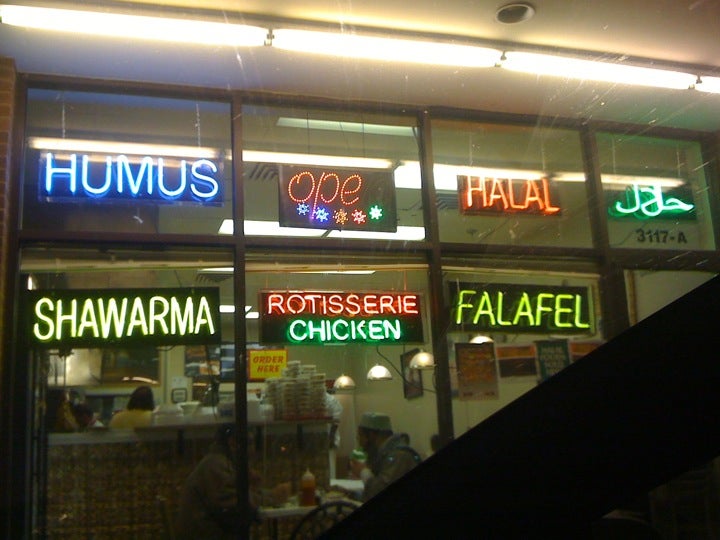 HUMUS
ope
HALAL
حلال
3117-A
SHAWARMA
ROTISSERIE
CHICKEN
FALAFEL
ORDER
HERE